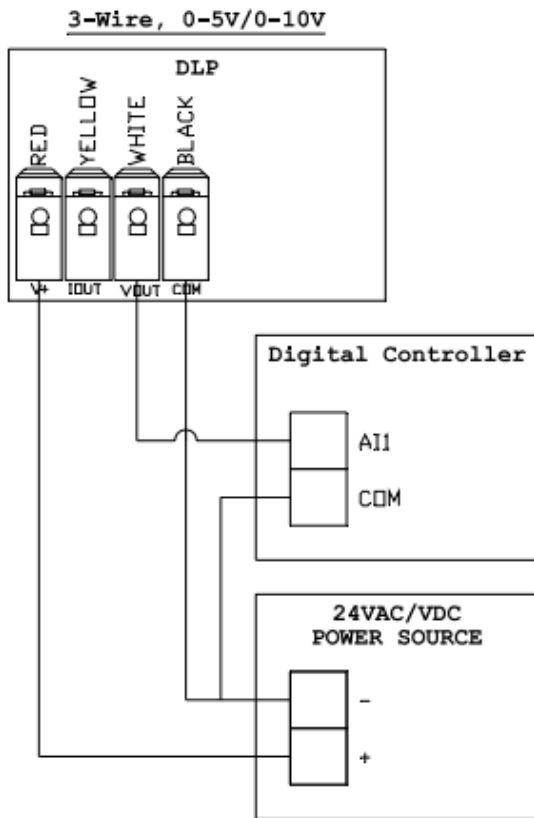 3-Wire, 0-5V/0-10V
DLP
RED
YELLOW
WHITE
BLACK
V+
IOUT
VOUT
COM
Digital Controller
AI1
COM
24VAC/VDC
POWER SOURCE
-
+